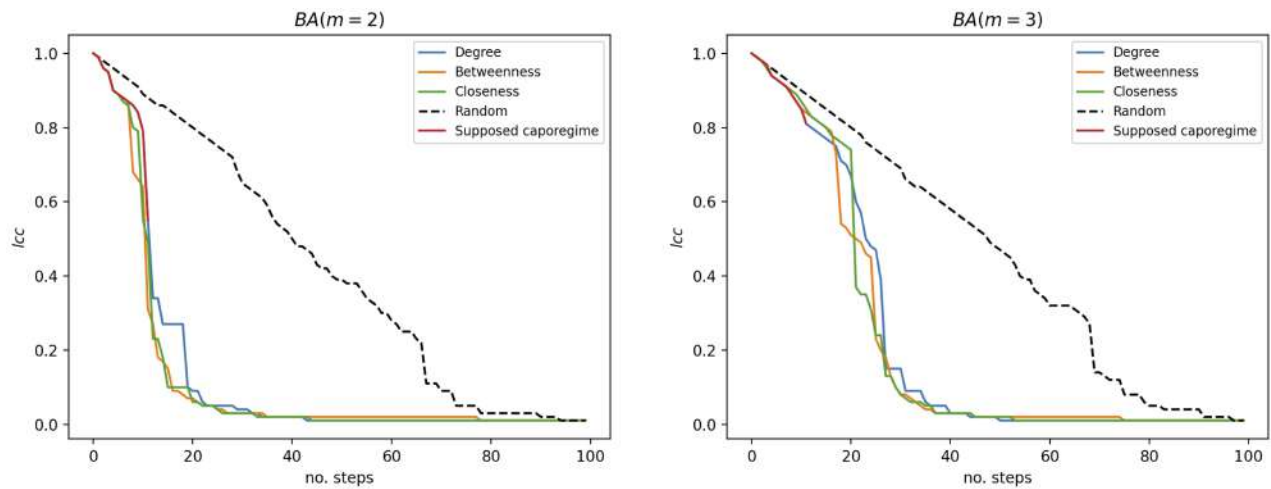 BA(m = 2)
lcc
1.0
0.8
0.6
0.4
0.2
0.0
Degree
Betweenness
Closeness
Random
Supposed caporegime
0
20
40
60
80
100
no. steps
BA(m = 3)
lcc
1.0
0.8
0.6
0.4
0.2
0.0
Degree
Betweenness
Closeness
Random
Supposed caporegime
0
20
40
60
80
100
no. steps